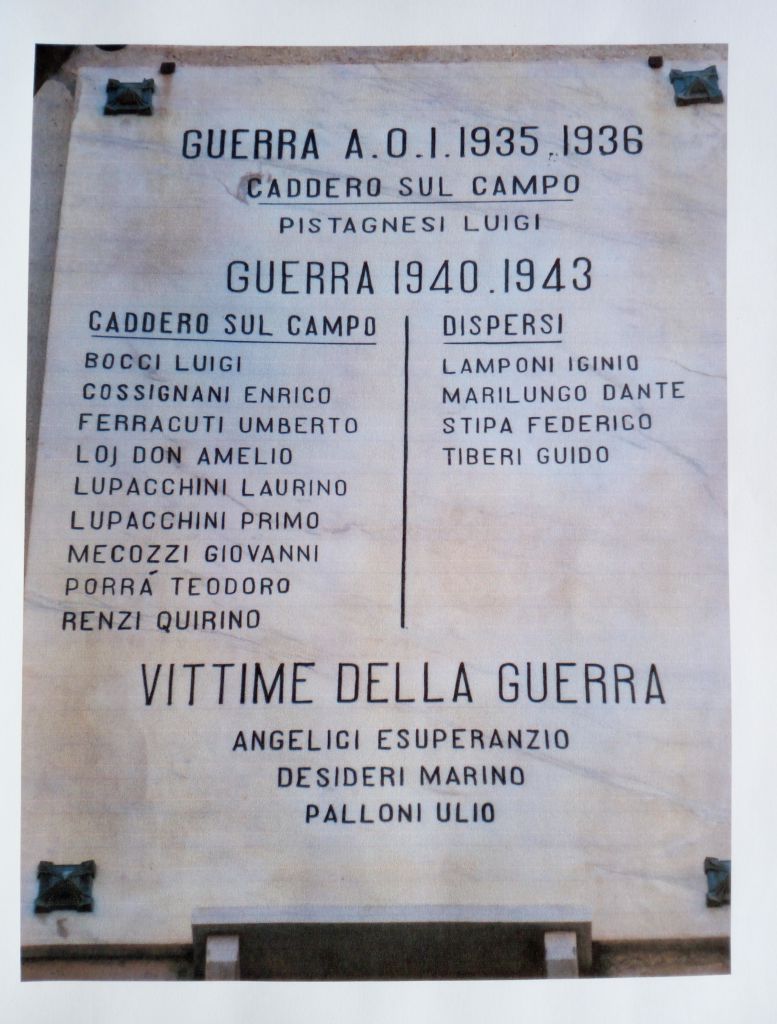 GUERRA A.O.I. 1935.1936
CADDERO SUL CAMPO
PISTAGNESI LUIGI
GUERRA 1940.1943
CADDERO SUL CAMPO
BOCCI LUIGI
COSSIGNANI ENRICO
FERRACUTI UMBERTO
LOJ DON AMELIO
LUPACCHINI LAURINO
LUPACCHINI PRIMO
MECOZZI GIOVANNI
PORRÁ TEODORO
RENZI QUIRINO
DISPERSI
LAMPONI IGINIO
MARILUNGO DANTE
STIPA FEDERICO
TIBERI GUIDO
VITTIME DELLA GUERRA
ANGELICI ESUPERANZIO
DESIDERI MARINO
PALLONI ULIO